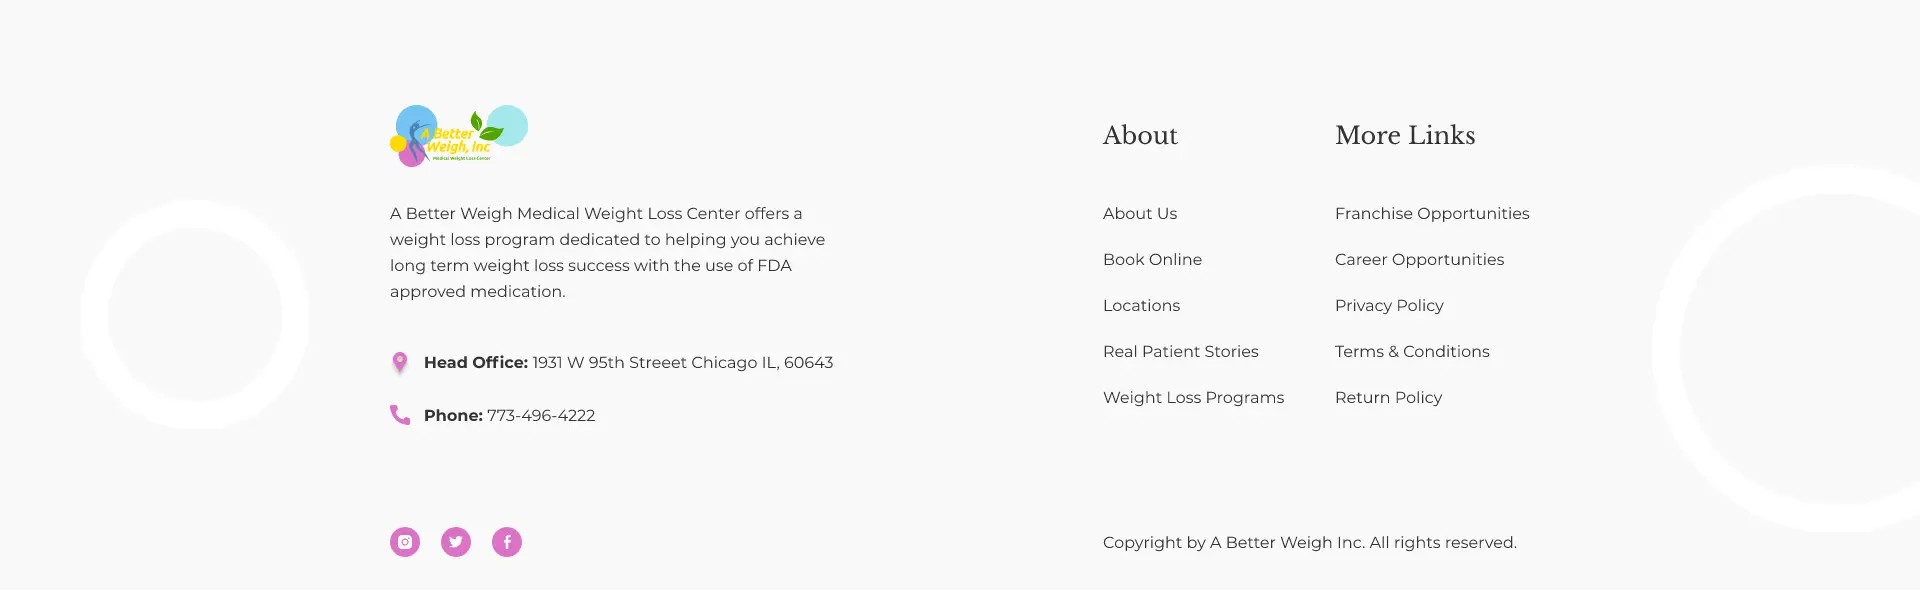 A Better
Weigh, Inc
Medical Weight Loss Center
A Better Weigh Medical Weight Loss Center offers a
weight loss program dedicated to helping you achieve
long term weight loss success with the use of FDA
approved medication.
Head Office: 1931 W 95th Streeet Chicago IL, 60643
Phone: 773-496-4222
About
About Us
Book Online
Locations
Real Patient Stories
Weight Loss Programs
More Links
Franchise Opportunities
Career Opportunities
Privacy Policy
Terms & Conditions
Return Policy
Copyright by A Better Weigh Inc. All rights reserved.